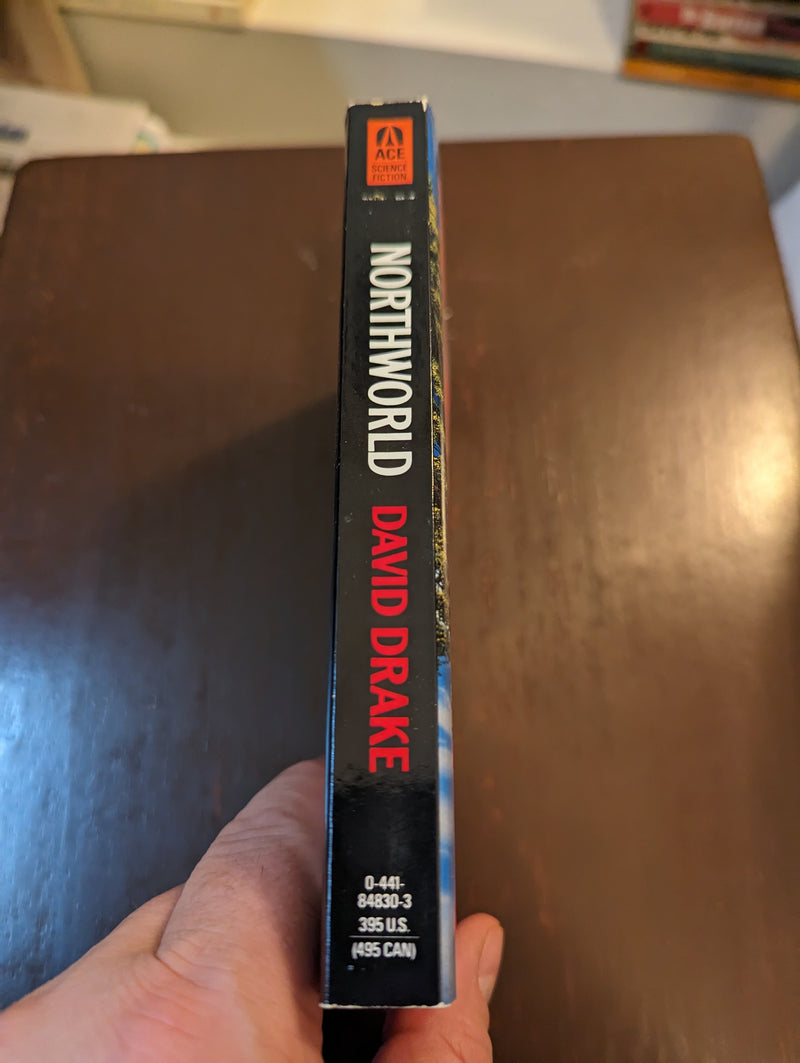 ACE
SCIENCE
FICTION
NORTHWORLD DAVID DRAKE
0-441-
84830-3
395 U.S.
(495 CAN)